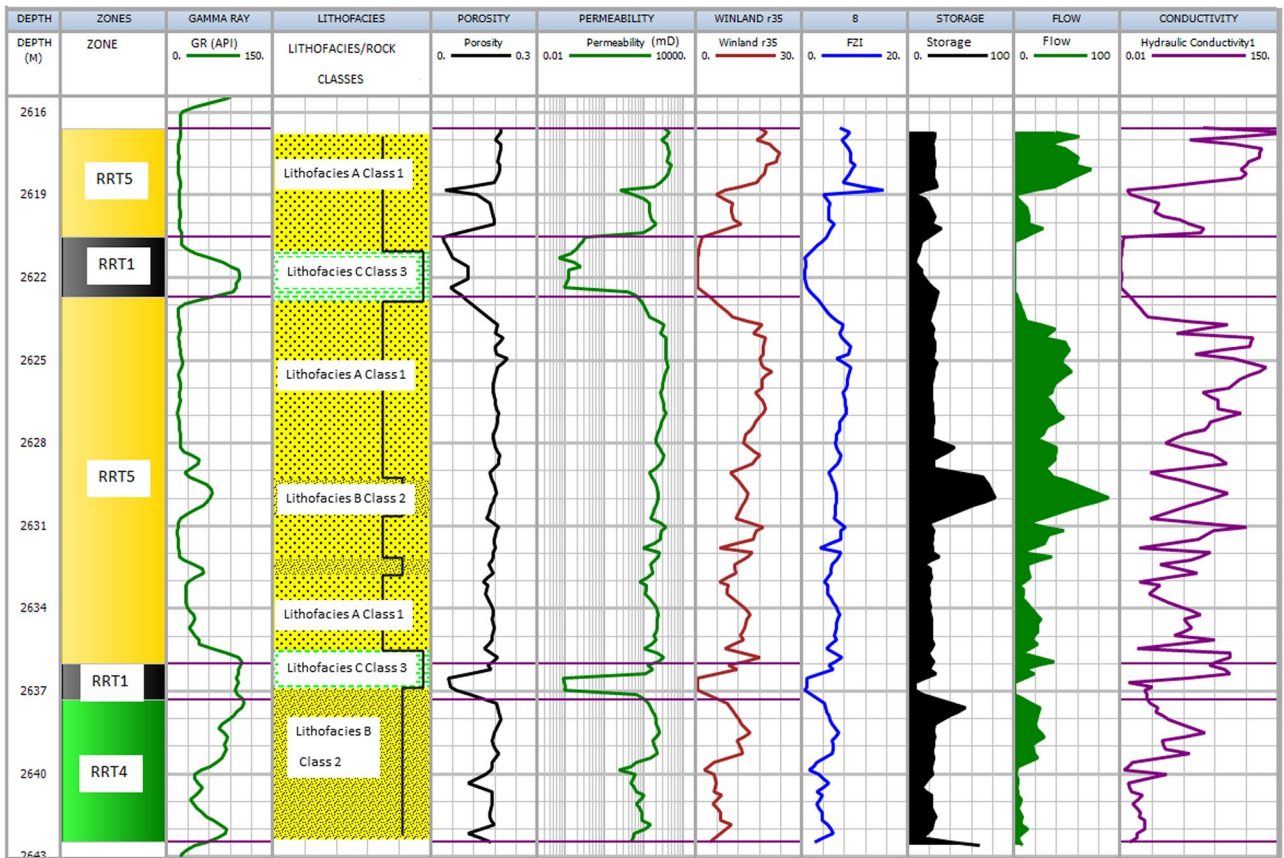 DEPTH ZONES GAMMA RAY LITHOFACIES POROSITY PERMEABILITY WINLAND r35 8 STORAGE FLOW CONDUCTIVITY
DEPTH (M) ZONE GR (API) LITHOFACIES/ROCK CLASSES Porosity Permeability (mD) Winland r35 FZI Storage Flow Hydraulic Conductivity1
0. 150. 0. 0.3 0.01 10000. 0. 30. 0. 20. 0 100 0 100 0.01 150.
2616
RRT5 Lithofacies A Class 1
2619
RRT1 Lithofacies C Class 3
2622
2625
Lithofacies A Class 1
2628
RRT5
Lithofacies B Class 2
2631
2634
Lithofacies A Class 1
Lithofacies C Class 3
RRT1
2637
Lithofacies B
Class 2
RRT4
2640
2643